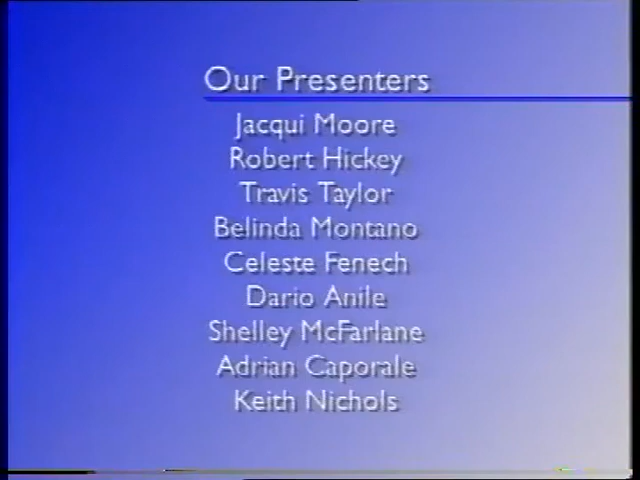 Our Presenters
Jacqui Moore
Robert Hickey
Travis Taylor
Belinda Montano
Celeste Fenech
Dario Anile
Shelley McFarlane
Adrian Caporale
Keith Nichols